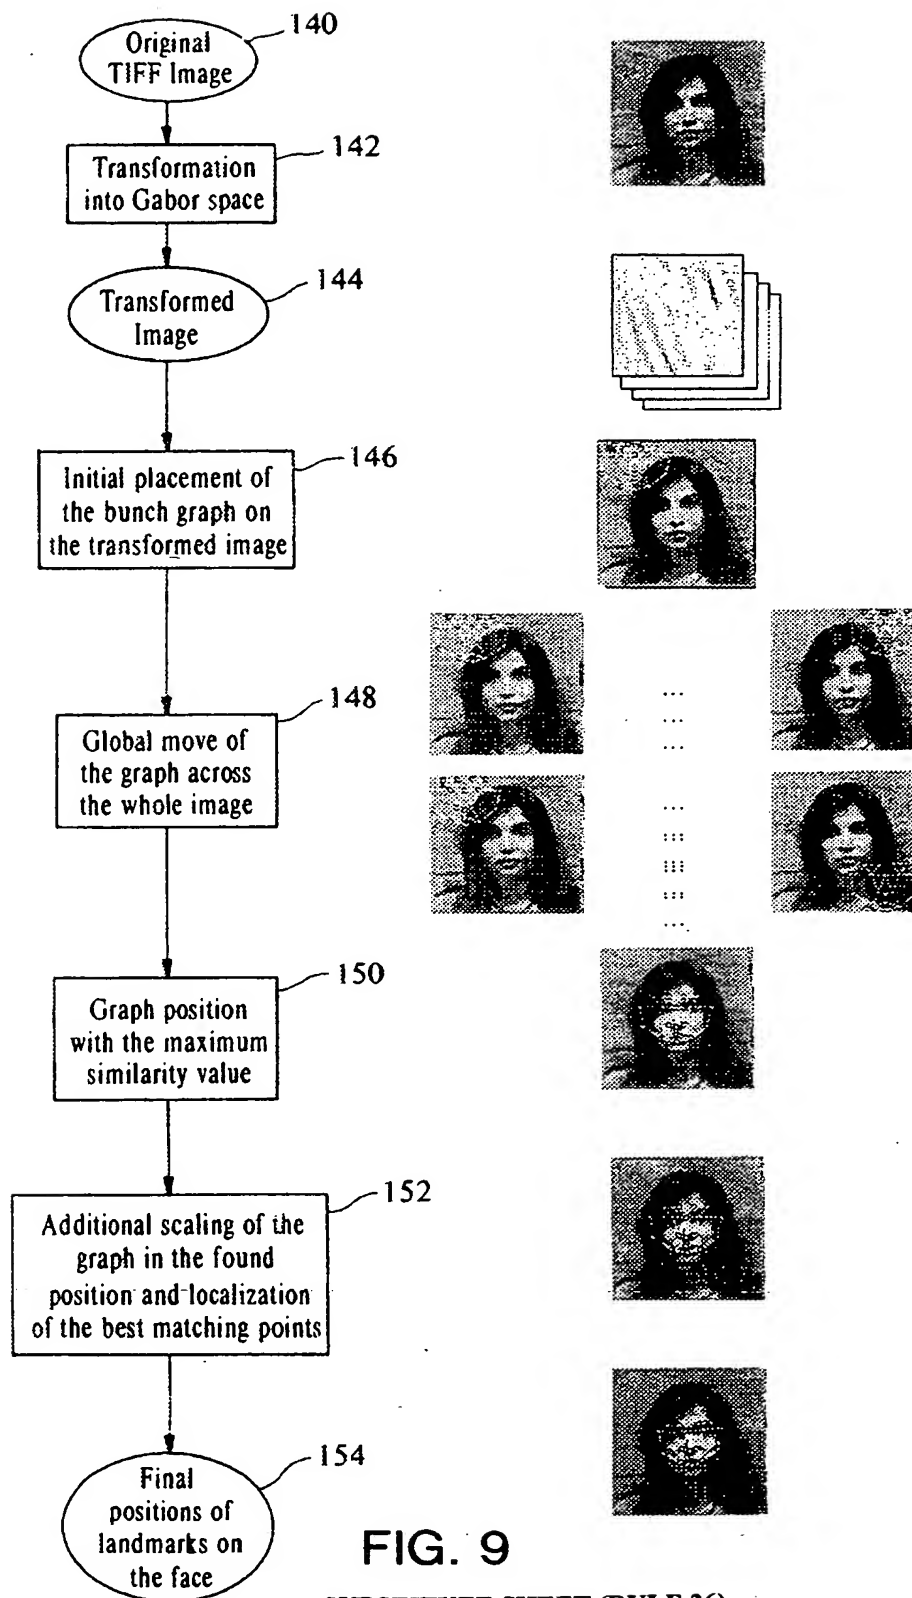 140
Original
TIFF Image
142
Transformation
into Gabor space
144
Transformed
Image
146
Initial placement of
the bunch graph on
the transformed image
148
Global move of
the graph across
the whole image
150
Graph position
with the maximum
similarity value
152
Additional scaling of the
graph in the found
position and localization
of the best matching points
154
Final
positions of
landmarks on
the face
FIG. 9